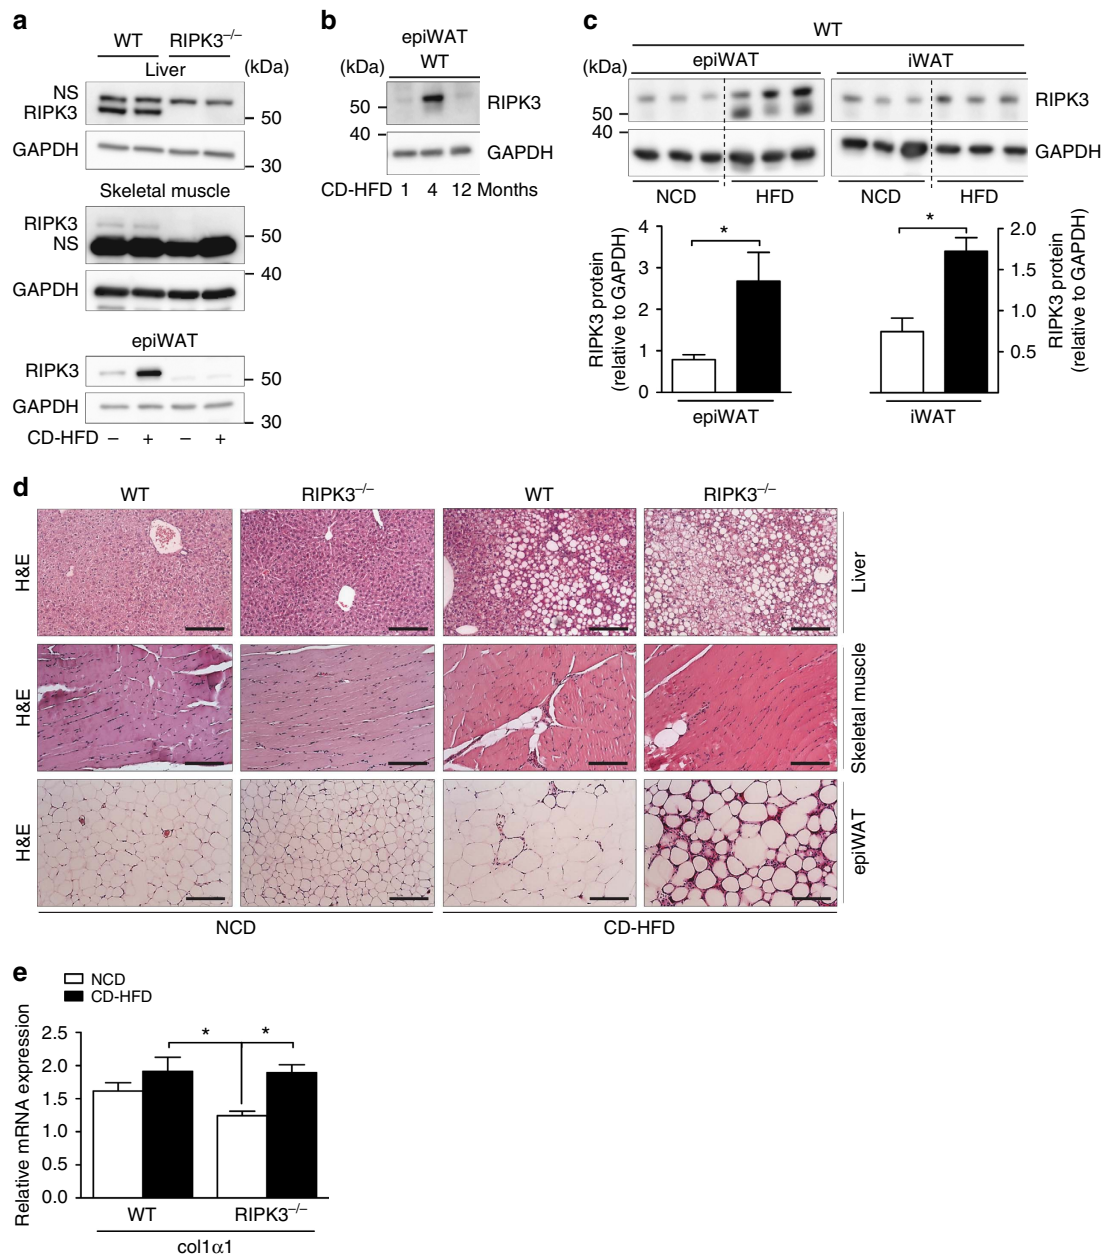 a
WT RIPK3–/–
Liver (kDa)
NS
RIPK3
50
GAPDH
30
Skeletal muscle
RIPK3
NS
50
40
GAPDH
epiWAT
RIPK3
50
GAPDH
30
CD-HFD – + – +
b
epiWAT
(kDa) WT
50 RIPK3
40
GAPDH
CD-HFD 1 4 12 Months
c
WT
(kDa) epiWAT iWAT
RIPK3
50
40
GAPDH
NCD HFD NCD HFD
RIPK3 protein
(relative to GAPDH)
4
3
2
1
0
*
epiWAT
*
iWAT
2.0
1.5
1.0
0.5
RIPK3 protein
(relative to GAPDH)
d
WT RIPK3–/– WT RIPK3–/–
H&E Liver
H&E Skeletal muscle
H&E epiWAT
NCD CD-HFD
e
NCD
CD-HFD
Relative mRNA expression
2.5
2.0
1.5
1.0
0.5
0.0
* *
WT RIPK3–/–
col1α1